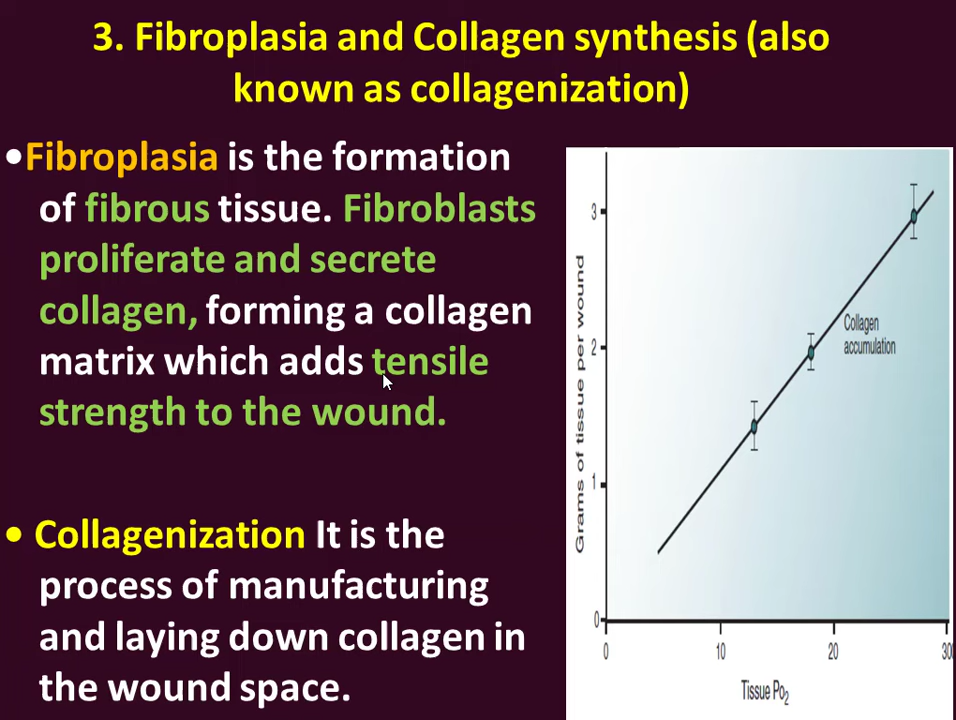 3. Fibroplasia and Collagen synthesis (also
known as collagenization)
•Fibroplasia is the formation
of fibrous tissue. Fibroblasts
proliferate and secrete
collagen, forming a collagen
matrix which adds tensile
strength to the wound.
• Collagenization It is the
process of manufacturing
and laying down collagen in
the wound space.
Grams of tissue per wound
3
2
1
0
Collagen
accumulation
0 10 20 30
Tissue Po2